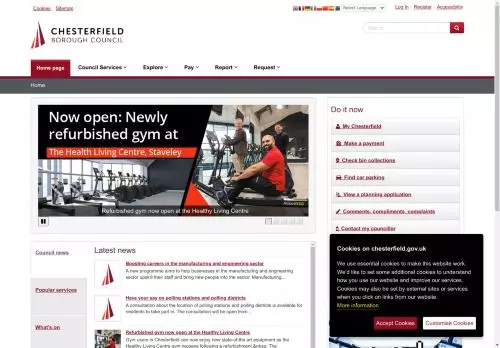 Cookies Sitemap
Select Language
Log In Register Accessibility
CHESTERFIELD
BOROUGH COUNCIL
Search
Home page Council Services Explore Pay Report Request
Home
Now open: Newly
refurbished gym at
The Health Living Centre, Staveley
Refurbished gym now open at the Healthy Living Centre
Do it now
My Chesterfield
Make a payment
Check bin collections
Find car parking
View a planning application
Comments, compliments, complaints
Contact my councillor
Council news
Popular services
What's on
Latest news
Boosting careers in the manufacturing and engineering sector
A new programme aims to help businesses in the manufacturing and engineering
sector upskill their staff and bring new people into the sector. Manufacturing...
Have your say on polling stations and polling districts
A consultation about the location of polling stations and polling districts is available for
residents to take part in. The consultation will be open from...
Refurbished gym now open at the Healthy Living Centre
Gym users in Chesterfield can now enjoy new state-of-the art equipment as the
Healthy Living Centre gym reopens following a refurbishment.&nbsp; The
Cookies on chesterfield.gov.uk
We use essential cookies to make this website work.
We'd like to set some additional cookies to understand
how you use our website and improve our services.
Cookies may also be set by external sites or services
when you click on links from our website.
More information
Accept Cookies Customise Cookies